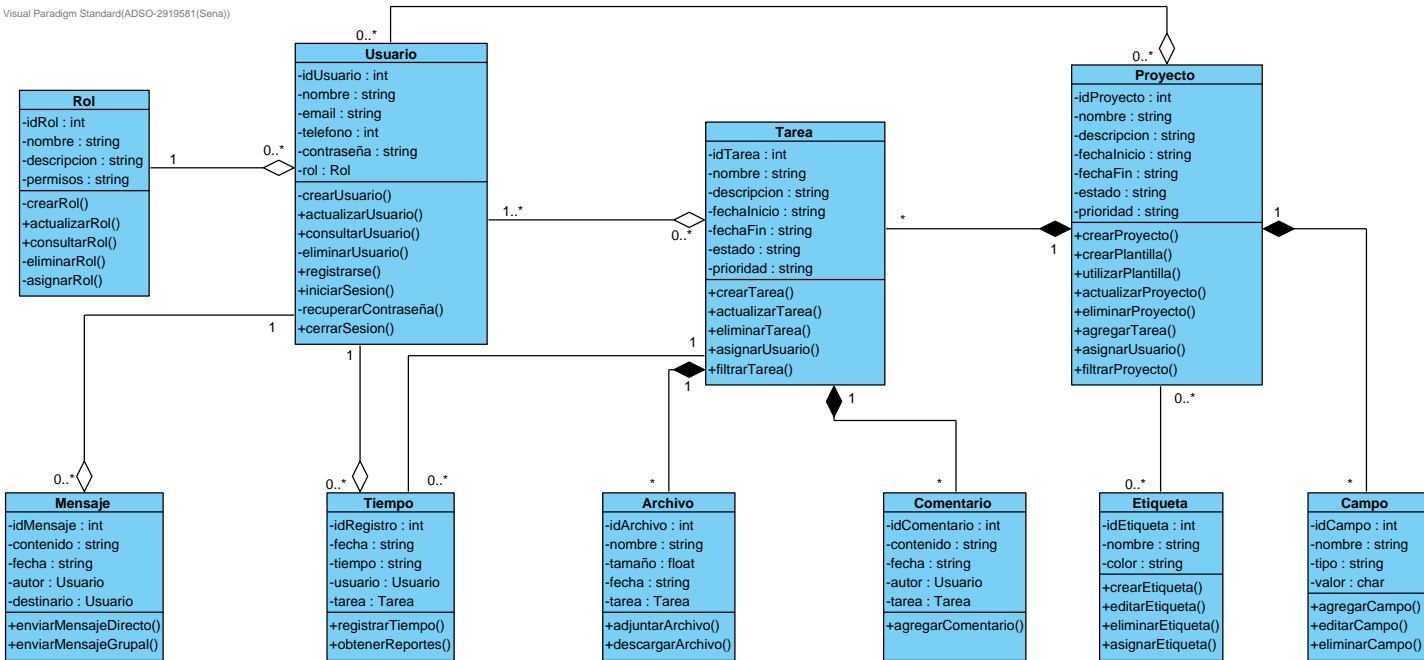 Visual Paradigm Standard(ADSO-2919581(Sena))
Rol
-idRol : int
-nombre : string
-descripcion : string
-permisos : string
-crearRol()
+actualizarRol()
+consultarRol()
-eliminarRol()
-asignarRol()
1
0..*
0..*
Usuario
-idUsuario : int
-nombre : string
-email : string
-telefono : int
-contraseña : string
-rol : Rol
-crearUsuario()
+actualizarUsuario()
+consultarUsuario()
-eliminarUsuario()
+registrarse()
+iniciarSesion()
-recuperarContraseña()
+cerrarSesion()
1..*
0..*
1
1
1
Tarea
-idTarea : int
-nombre : string
-descripcion : string
-fechaInicio : string
-fechaFin : string
-estado : string
-prioridad : string
+crearTarea()
+actualizarTarea()
+eliminarTarea()
+asignarUsuario()
+filtrarTarea()
1
1
*
1
0..*
Proyecto
-idProyecto : int
-nombre : string
-descripcion : string
-fechaInicio : string
-fechaFin : string
-estado : string
-prioridad : string
+crearProyecto()
+crearPlantilla()
+utilizarPlantilla()
+actualizarProyecto()
+eliminarProyecto()
+agregarTarea()
+asignarUsuario()
+filtrarProyecto()
1
0..*
0..*
Mensaje
-idMensaje : int
-contenido : string
-fecha : string
-autor : Usuario
-destinario : Usuario
+enviarMensajeDirecto()
+enviarMensajeGrupal()
0..*
0..*
Tiempo
-idRegistro : int
-fecha : string
-tiempo : string
-usuario : Usuario
-tarea : Tarea
+registrarTiempo()
+obtenerReportes()
*
Archivo
-idArchivo : int
-nombre : string
-tamaño : float
-fecha : string
-tarea : Tarea
+adjuntarArchivo()
+descargarArchivo()
*
Comentario
-idComentario : int
-contenido : string
-fecha : string
-autor : Usuario
-tarea : Tarea
+agregarComentario()
0..*
Etiqueta
-idEtiqueta : int
-nombre : string
-color : string
+crearEtiqueta()
+editarEtiqueta()
+eliminarEtiqueta()
+asignarEtiqueta()
*
Campo
-idCampo : int
-nombre : string
-tipo : string
-valor : char
+agregarCampo()
+editarCampo()
+eliminarCampo()